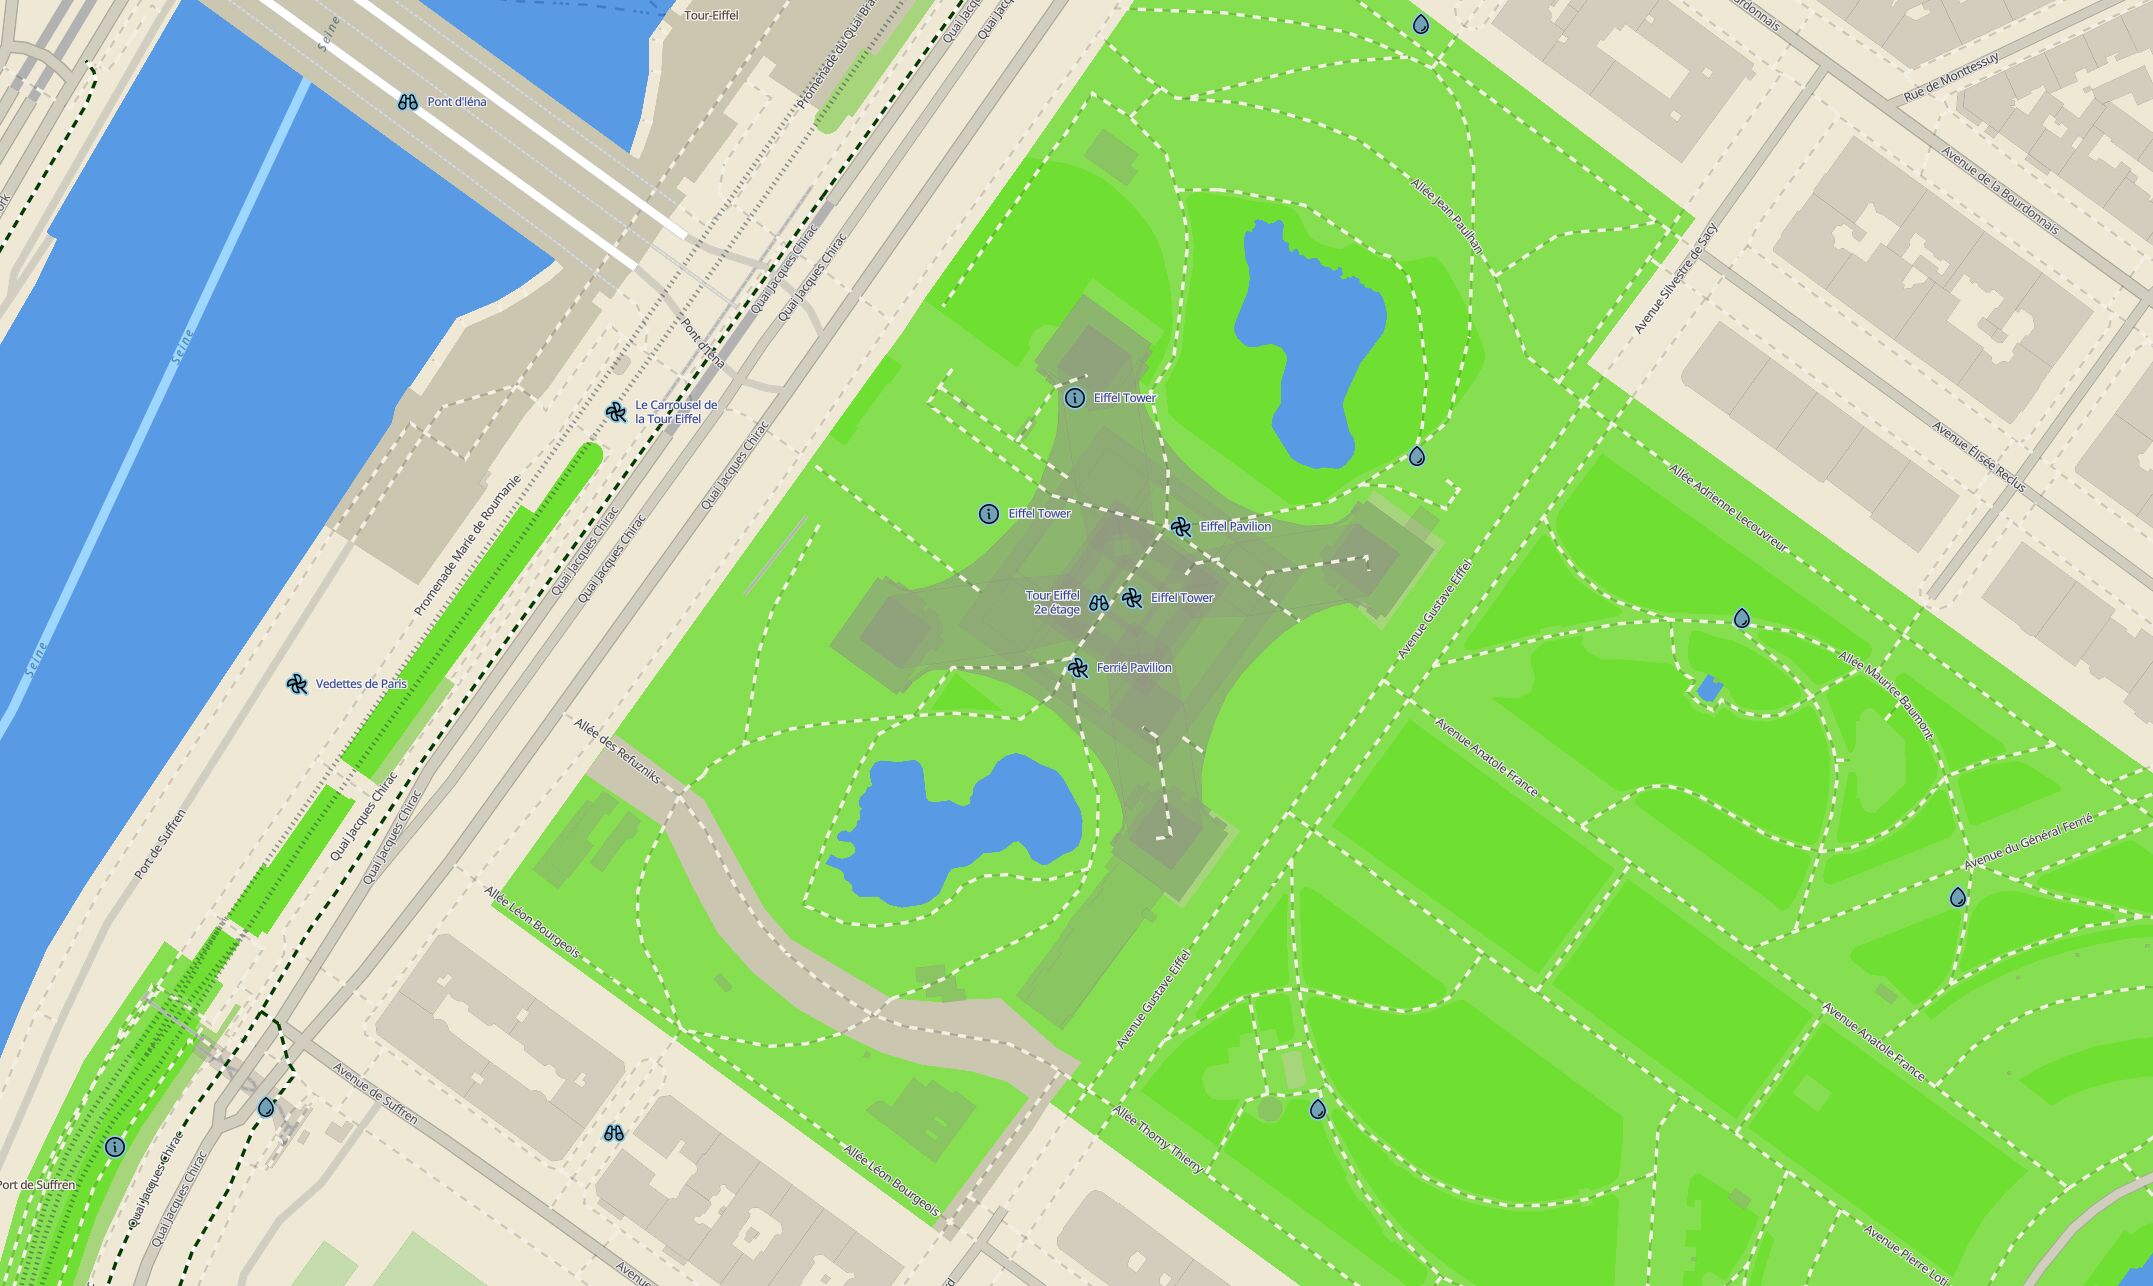 Tour-Eiffel
Seine
Pont d'Iéna
Promenade du Quai Bra
Quai Jacqu
Quai Jacq
ourdonnais
Rue de Monttessuy
Avenue de la Bourdonnais
ork
Allée Jean Paulhan
Quai Jacques Chirac
Quai Jacques Chirac
Avenue Silvestre de Sacy
Seine
Pont d'Iéna
Eiffel Tower
Le Carrousel de
la Tour Eiffel
Quai Jacques Chirac
Avenue Elisée Reclus
Allée Adrienne Lecouvreur
Promenade Marie de Roumanie
Eiffel Tower
Eiffel Pavilion
Quai Jacques Chirac
Quai Jacques Chirac
Tour Eiffel
2e étage
Eiffel Tower
Avenue Gustave Eiffel
Seine
Ferrié Pavilion
Vedettes de Paris
Allée Maurice Baumont
Allée des Refuzniks
Avenue Anatole France
Port de Suffren
Quai Jacques Chirac
Quai Jacques Chirac
Avenue du Général Ferrié
Allée Léon Bourgeois
Avenue Gustave Eiffel
Avenue Anatole France
Avenue de Suffren
Allée Thomy Thierry
Port de Suffren
Quai Jacques Chirac
Quai Jacques Chirac
Allée Léon Bourgeois
Avenue Pierre Loti
Avenue
rd